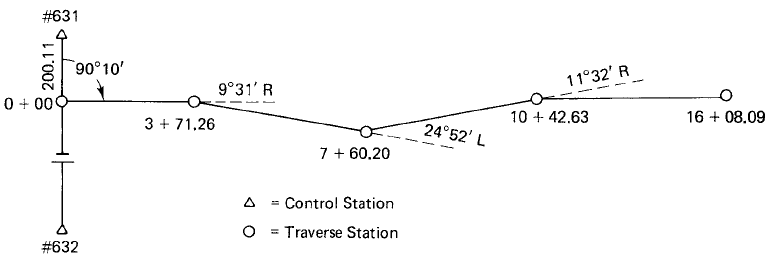 #631
200.11
90°10′
0 + 00
9°31′ R
3 + 71.26
7 + 60.20
24°52′ L
11°32′ R
10 + 42.63
16 + 08.09
△ = Control Station
○ = Traverse Station
#632